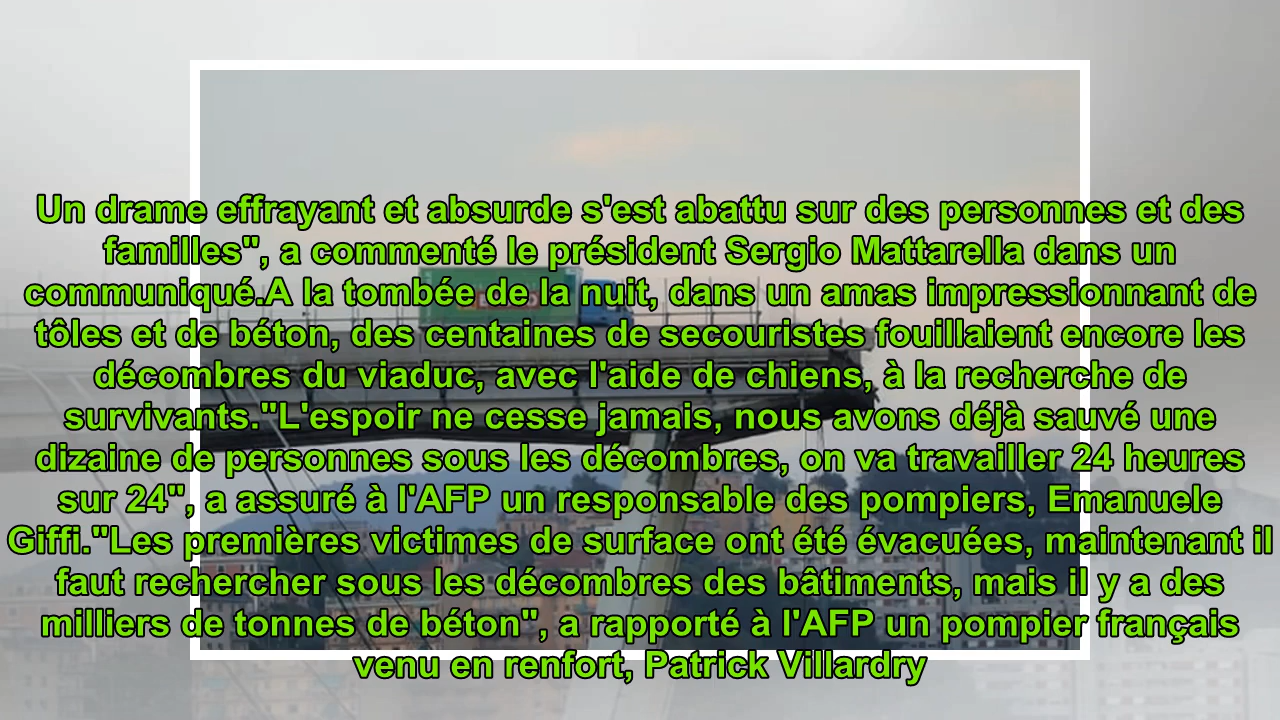 Un drame effrayant et absurde s'est abattu sur des personnes et des
familles", a commenté le président Sergio Mattarella dans un
communiqué.A la tombée de la nuit, dans un amas impressionnant de
tôles et de béton, des centaines de secouristes fouillaient encore les
décombres du viaduc, avec l'aide de chiens, à la recherche de
survivants."L'espoir ne cesse jamais, nous avons déjà sauvé une
dizaine de personnes sous les décombres, on va travailler 24 heures
sur 24", a assuré à l'AFP un responsable des pompiers, Emanuele
Giffi."Les premières victimes de surface ont été évacuées, maintenant il
faut rechercher sous les décombres des bâtiments, mais il y a des
milliers de tonnes de béton", a rapporté à l'AFP un pompier français
venu en renfort, Patrick Villardry